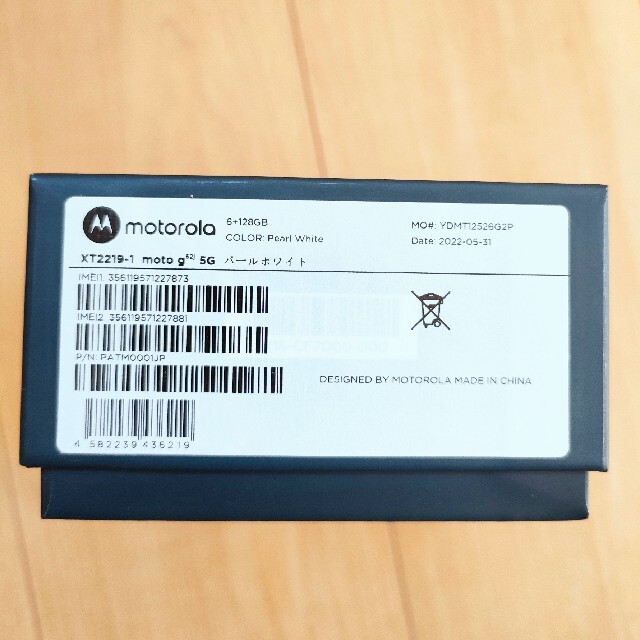 motorola
6+128GB
COLOR: Pearl White
MO#: YDMT12526G2P
Date: 2022-05-31
XT2219-1 moto g52j 5G パールホワイト
IMEI1: 356119571227873
IMEI2: 356119571227881
P/N: PATM0001JP
DESIGNED BY MOTOROLA MADE IN CHINA
4 582239 436219